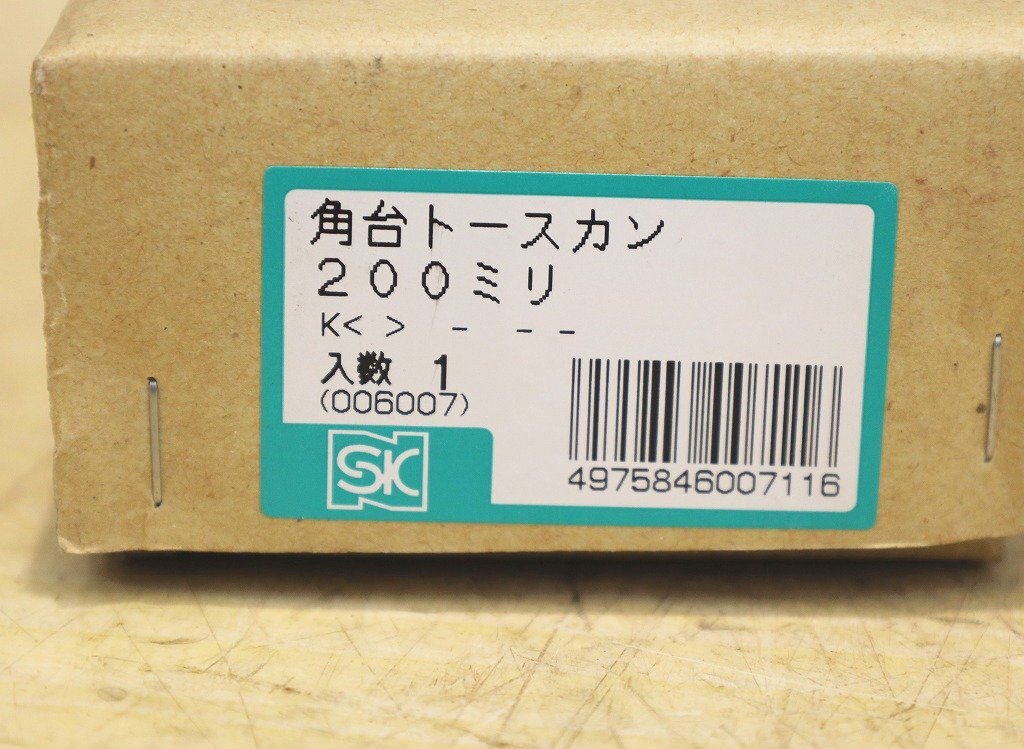 角台トースカン
２００ミリ
K< > - - -
入数 1
(006007)
SK
4975846007116